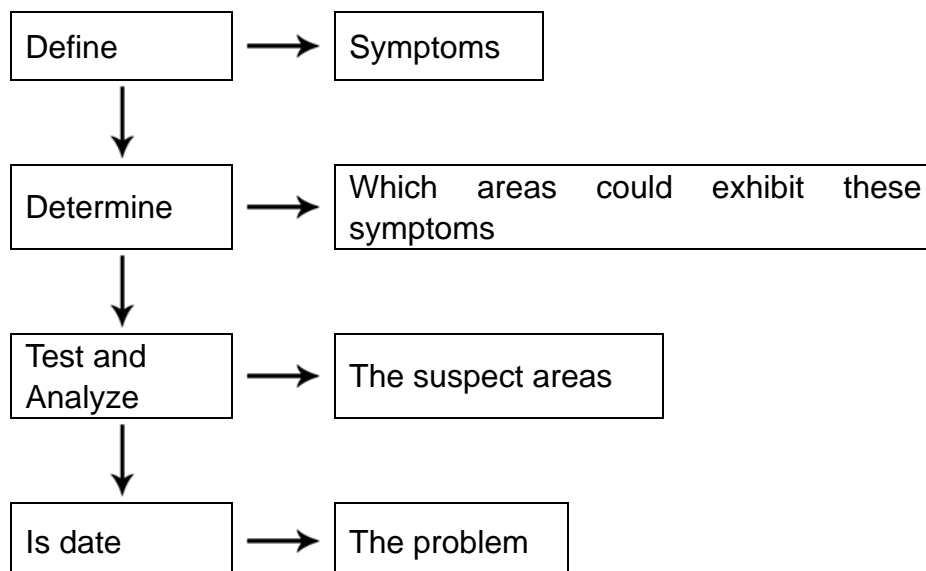 Define
Symptoms
Determine
Which areas could exhibit these
symptoms
Test and
Analyze
The suspect areas
Is date
The problem